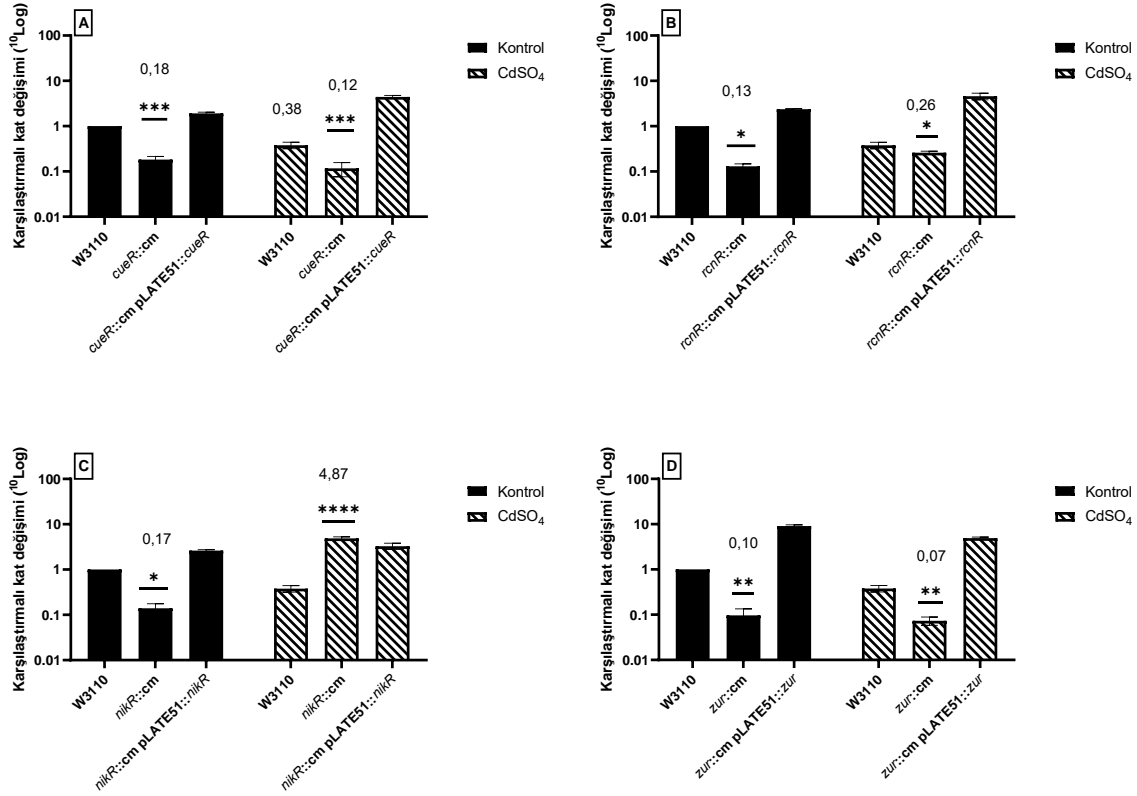 A
Karşılaştırmalı kat değişimi (¹⁰Log)
100
10
1
0.1
0.01
0,18
***
0,38
0,12
***
W3110
cueR::cm
cueR::cm pLATE51::cueR
W3110
cueR::cm
cueR::cm pLATE51::cueR
Kontrol
CdSO₄
B
Karşılaştırmalı kat değişimi (¹⁰Log)
100
10
1
0.1
0.01
0,13
*
0,26
*
W3110
rcnR::cm
rcnR::cm pLATE51::rcnR
W3110
rcnR::cm
rcnR::cm pLATE51::rcnR
Kontrol
CdSO₄
C
Karşılaştırmalı kat değişimi (¹⁰Log)
100
10
1
0.1
0.01
0,17
*
4,87
****
W3110
nikR::cm
nikR::cm pLATE51::nikR
W3110
nikR::cm
nikR::cm pLATE51::nikR
Kontrol
CdSO₄
D
Karşılaştırmalı kat değişimi (¹⁰Log)
100
10
1
0.1
0.01
0,10
**
0,07
**
W3110
zur::cm
zur::cm pLATE51::zur
W3110
zur::cm
zur::cm pLATE51::zur
Kontrol
CdSO₄